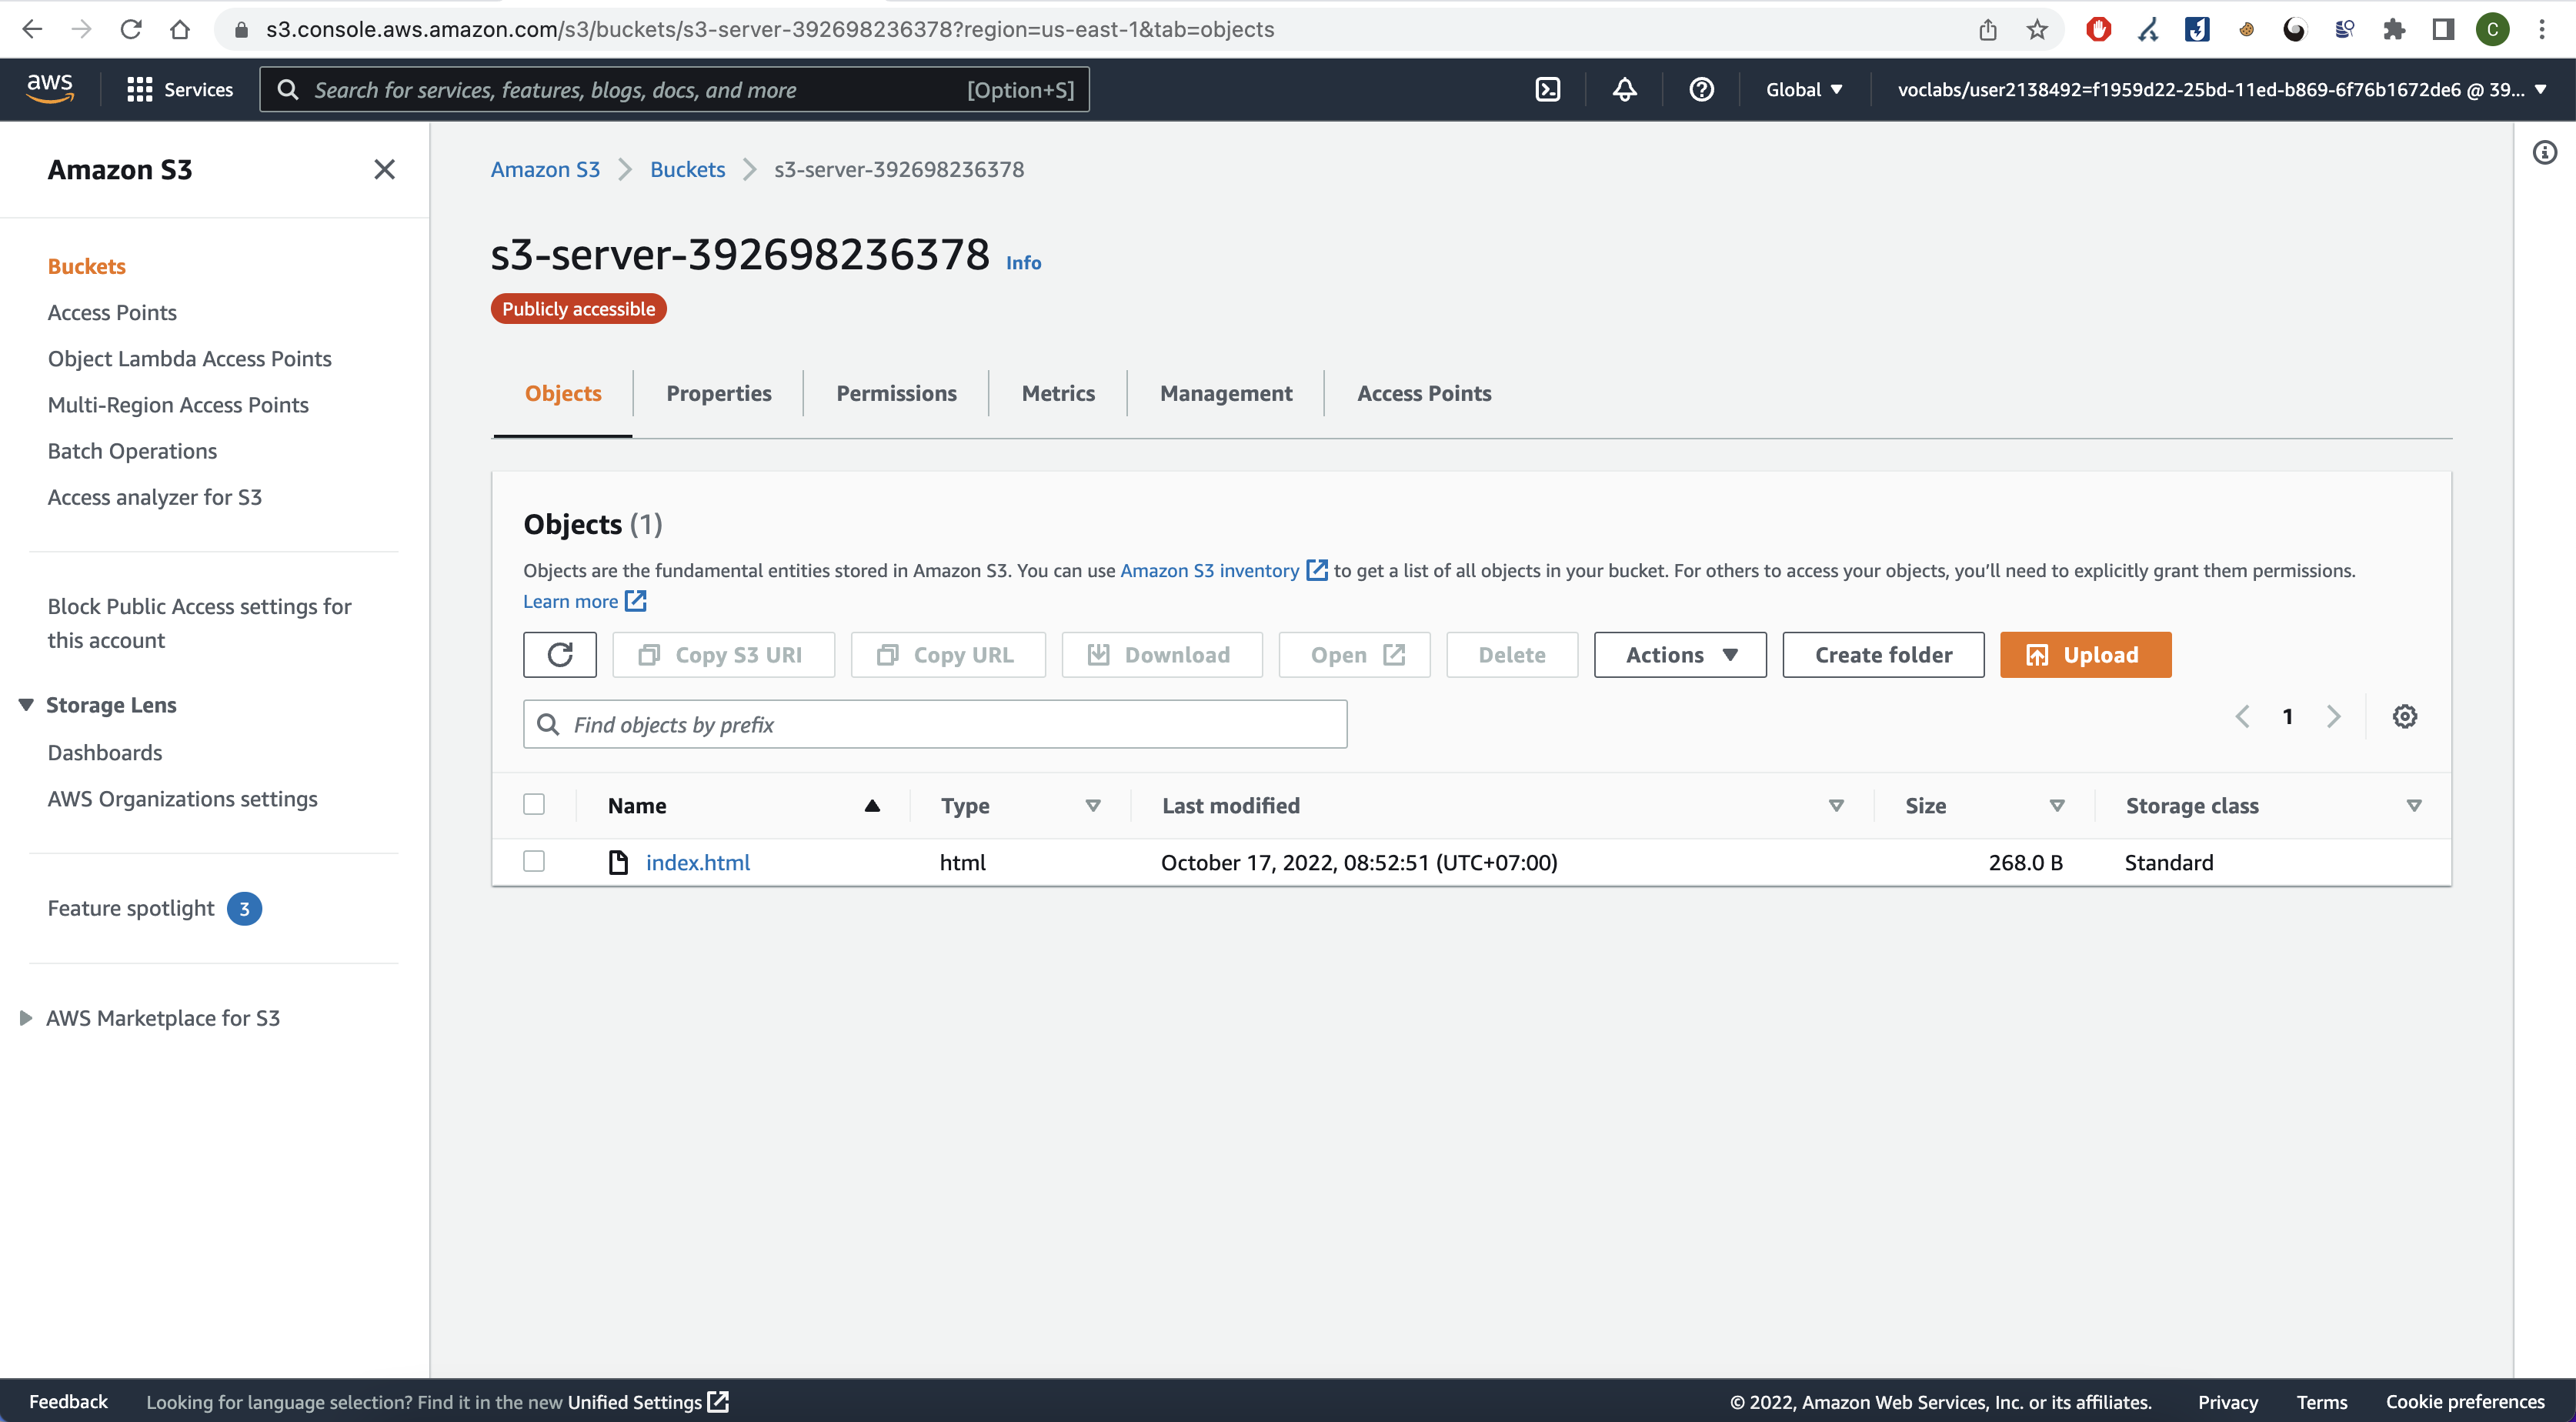 s3.console.aws.amazon.com/s3/buckets/s3-server-392698236378?region=us-east-1&tab=objects
C
aws
Services
Search for services, features, blogs, docs, and more
[Option+S]
Global
voclabs/user2138492=f1959d22-25bd-11ed-b869-6f76b1672de6 @ 39...
Amazon S3
Buckets
Access Points
Object Lambda Access Points
Multi-Region Access Points
Batch Operations
Access analyzer for S3
Block Public Access settings for
this account
Storage Lens
Dashboards
AWS Organizations settings
Feature spotlight 3
AWS Marketplace for S3
Amazon S3 > Buckets > s3-server-392698236378
s3-server-392698236378 Info
Publicly accessible
Objects Properties Permissions Metrics Management Access Points
Objects (1)
Objects are the fundamental entities stored in Amazon S3. You can use Amazon S3 inventory to get a list of all objects in your bucket. For others to access your objects, you'll need to explicitly grant them permissions.
Learn more
Copy S3 URI Copy URL Download Open Delete Actions Create folder Upload
Find objects by prefix
1
Name Type Last modified Size Storage class
index.html html October 17, 2022, 08:52:51 (UTC+07:00) 268.0 B Standard
Feedback Looking for language selection? Find it in the new Unified Settings © 2022, Amazon Web Services, Inc. or its affiliates. Privacy Terms Cookie preferences